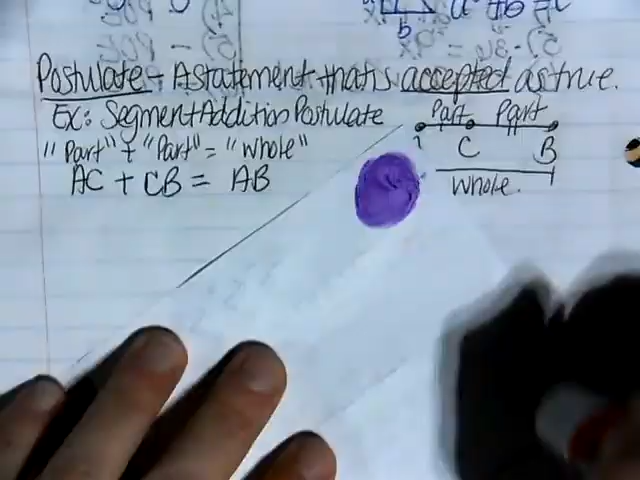 Postulate - A statement that is accepted as true.
Ex: Segment Addition Postulate
Part Part
"Part" + "Part" = "Whole"
C B
AC + CB = AB
Whole.
b